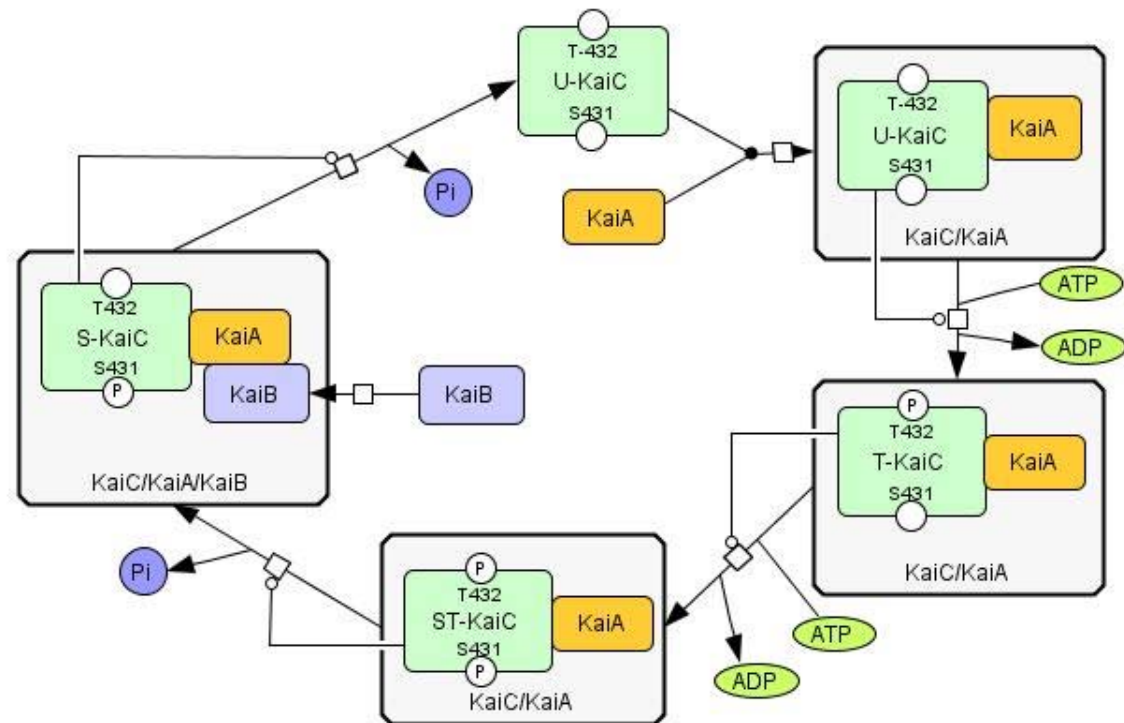 T-432
U-KaiC
S431
KaiA
Pi
T-432
U-KaiC
S431
KaiA
KaiC/KaiA
ATP
ADP
T432
S-KaiC
S431
P
KaiA
KaiB
KaiB
KaiC/KaiA/KaiB
P
T432
T-KaiC
S431
KaiA
KaiC/KaiA
Pi
P
T432
ST-KaiC
S431
P
KaiA
KaiC/KaiA
ATP
ADP